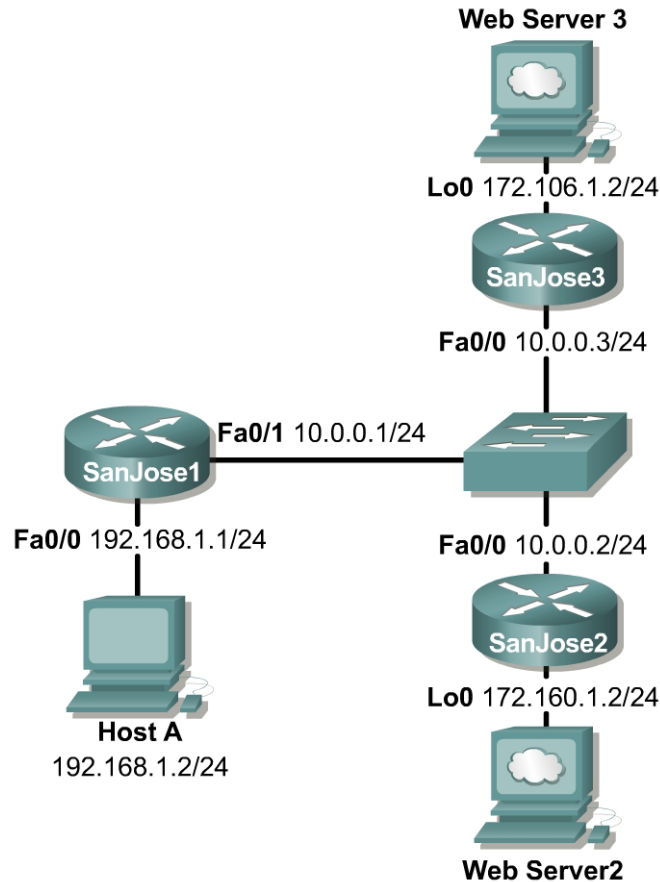 Web Server 3
Lo0 172.106.1.2/24
SanJose3
Fa0/0 10.0.0.3/24
Fa0/1 10.0.0.1/24
SanJose1
Fa0/0 192.168.1.1/24
Fa0/0 10.0.0.2/24
SanJose2
Lo0 172.160.1.2/24
Host A
192.168.1.2/24
Web Server2